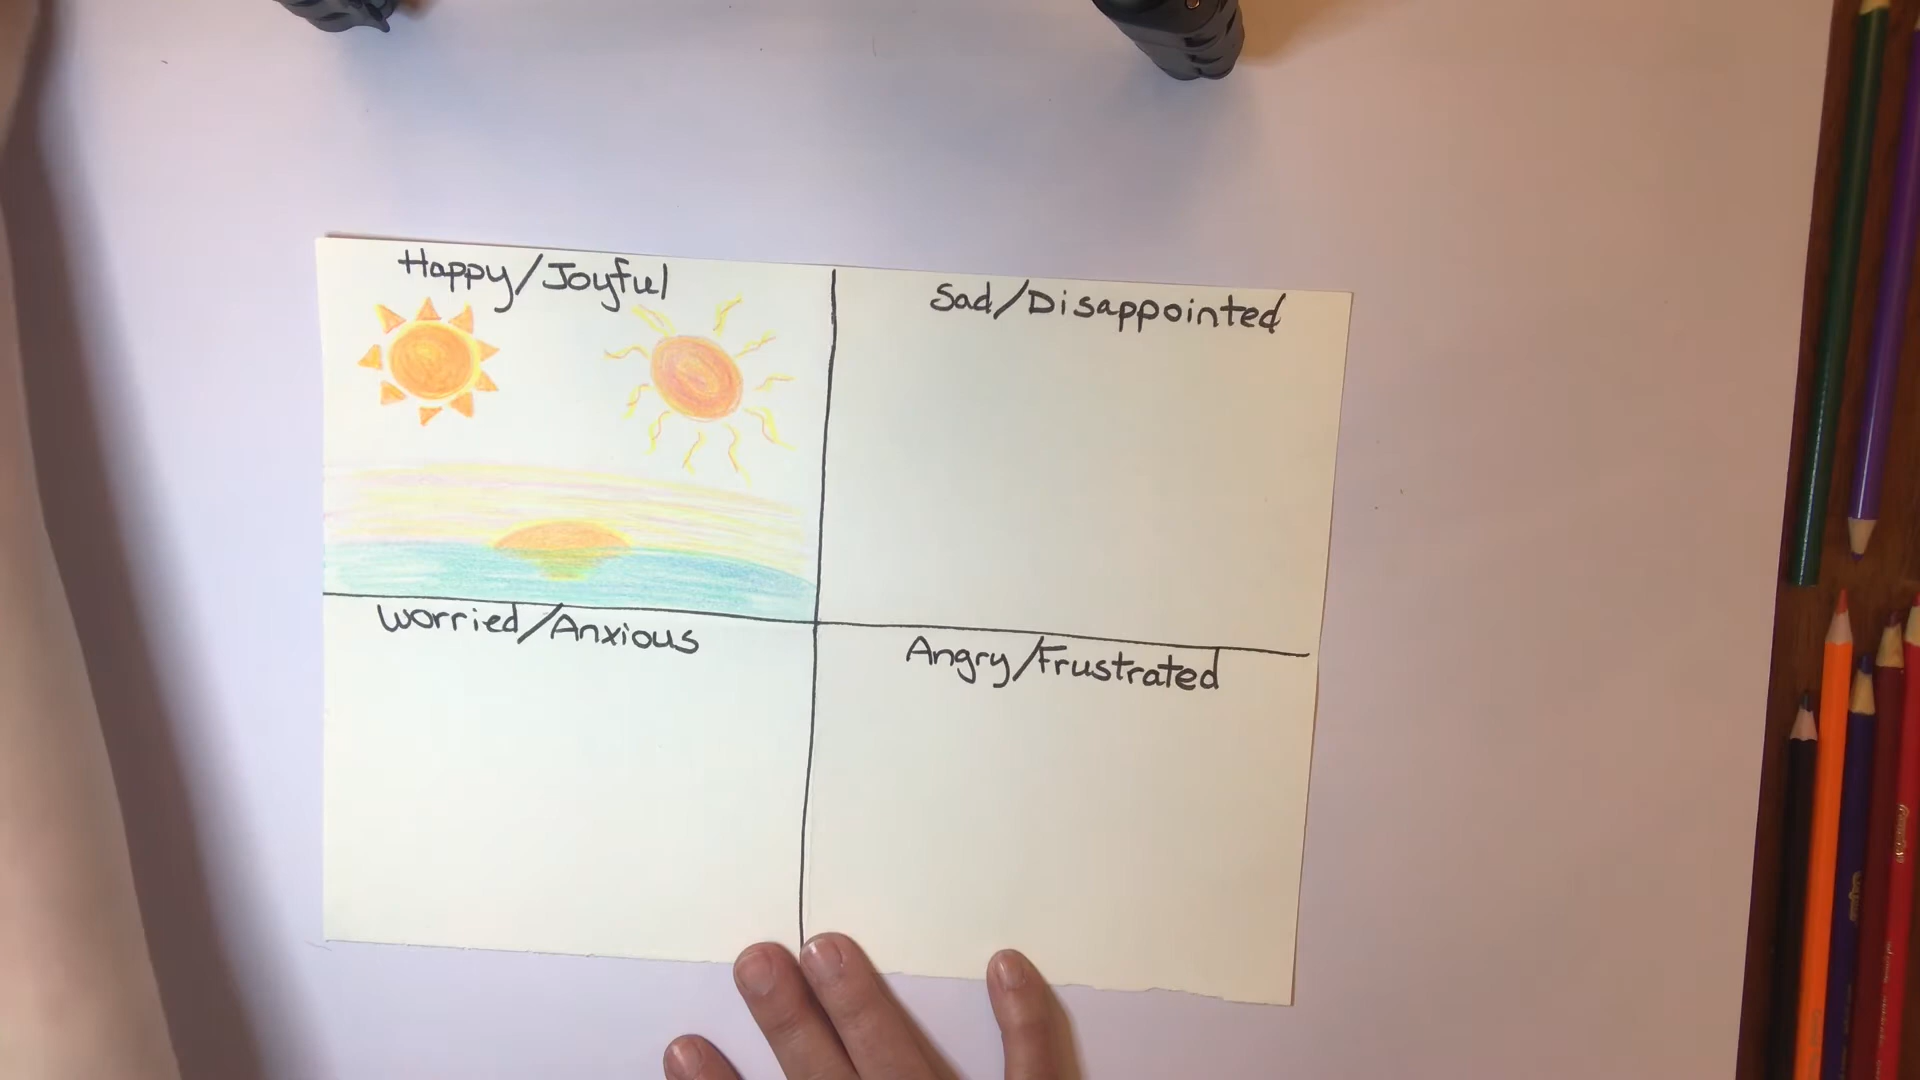 Happy/Joyful
Sad/Disappointed
Worried/Anxious
Angry/Frustrated